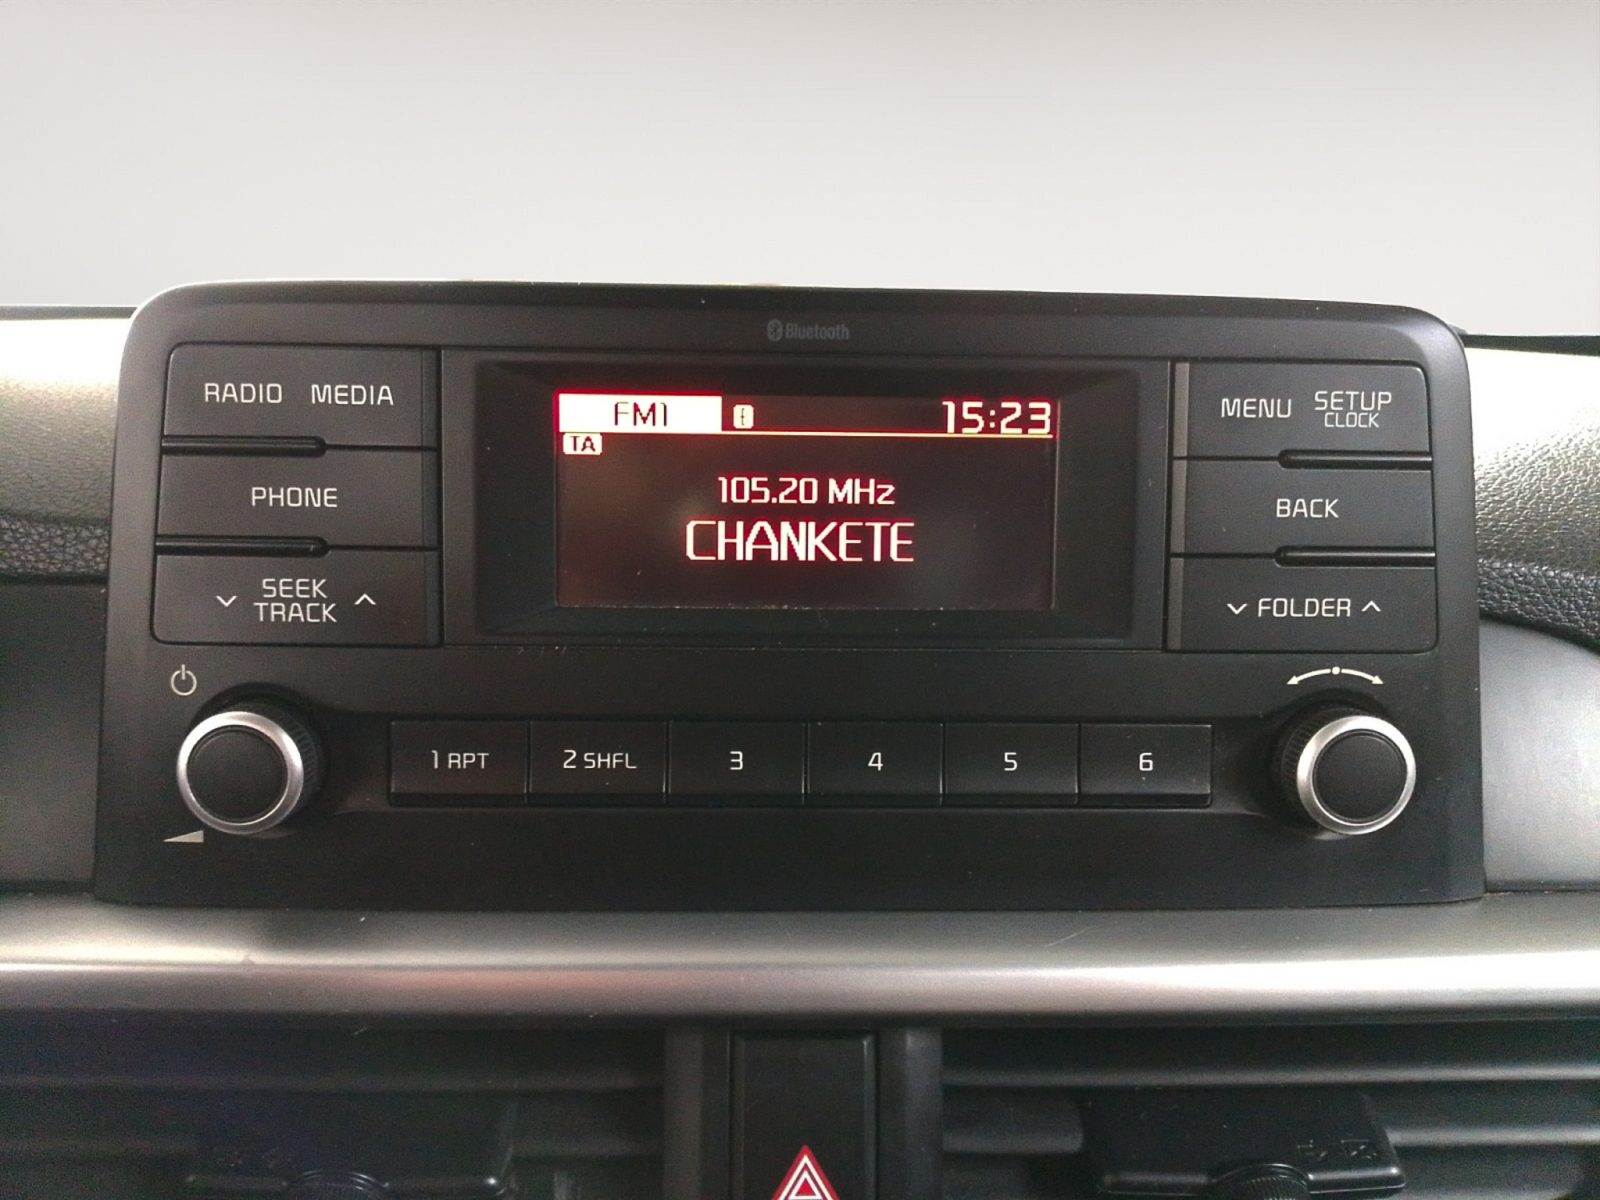 Bluetooth
RADIO MEDIA
PHONE
SEEK
TRACK
FM1 15:23
TA
105.20 MHz
CHANKETE
MENU SETUP
CLOCK
BACK
FOLDER
1 RPT 2 SHFL 3 4 5 6